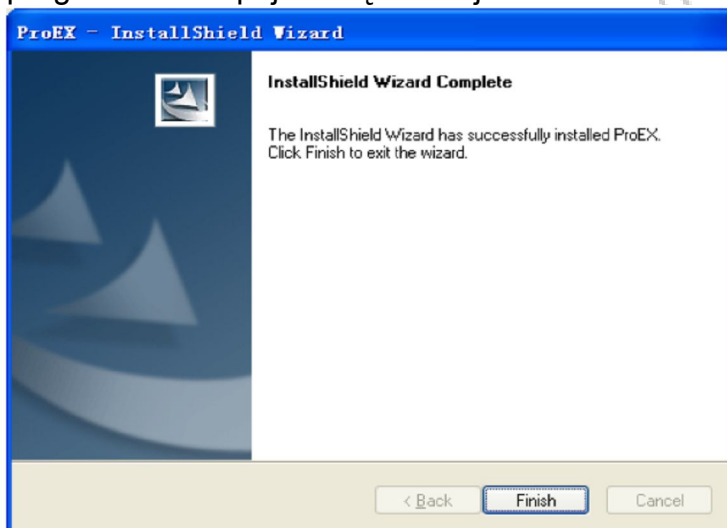 ProEX - InstallShield Wizard
InstallShield Wizard Complete
The InstallShield Wizard has successfully installed ProEX.
Click Finish to exit the wizard.
< Back Finish Cancel